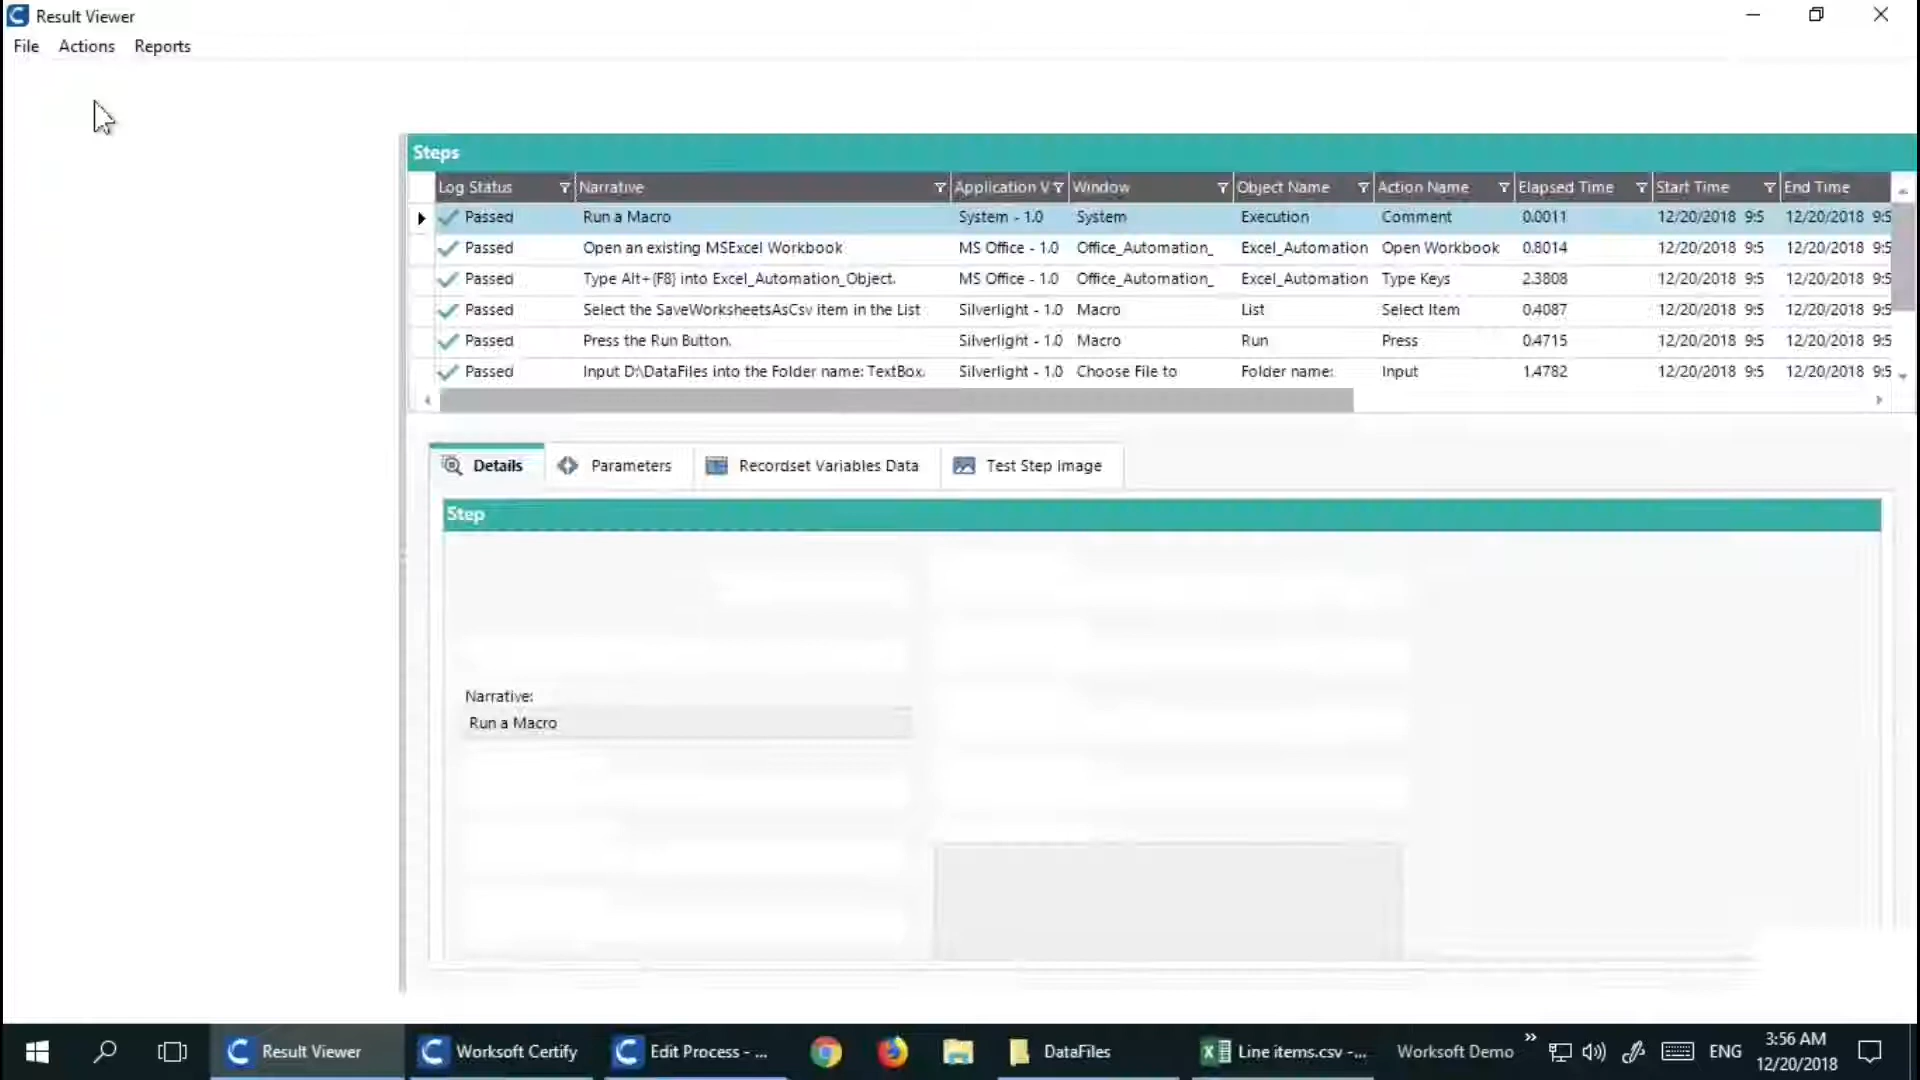 Result Viewer
File Actions Reports
Steps
Log Status Narrative Application V Window Object Name Action Name Elapsed Time Start Time End Time
Passed Run a Macro System - 1.0 System Execution Comment 0.0011 12/20/2018 9:5 12/20/2018 9:5
Passed Open an existing MSExcel Workbook MS Office - 1.0 Office_Automation_ Excel_Automation Open Workbook 0.8014 12/20/2018 9:5 12/20/2018 9:5
Passed Type Alt+{F8} into Excel_Automation_Object. MS Office - 1.0 Office_Automation_ Excel_Automation Type Keys 2.3808 12/20/2018 9:5 12/20/2018 9:5
Passed Select the SaveWorksheetsAsCsv item in the List Silverlight - 1.0 Macro List Select Item 0.4087 12/20/2018 9:5 12/20/2018 9:5
Passed Press the Run Button. Silverlight - 1.0 Macro Run Press 0.4715 12/20/2018 9:5 12/20/2018 9:5
Passed Input D:\DataFiles into the Folder name: TextBox. Silverlight - 1.0 Choose File to Folder name: Input 1.4782 12/20/2018 9:5 12/20/2018 9:5
Details Parameters Recordset Variables Data Test Step Image
Step
Narrative:
Run a Macro
Result Viewer Worksoft Certify Edit Process - ... DataFiles Line items.csv -... Worksoft Demo » ENG 3:56 AM
12/20/2018